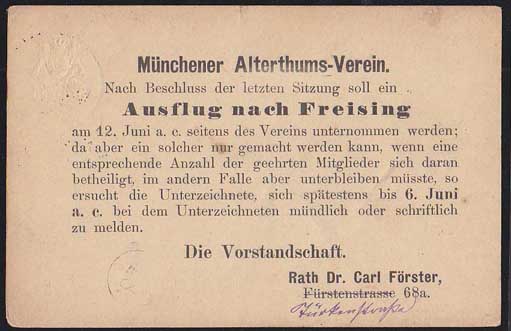 Münchener Alterthums-Verein.
Nach Beschluss der letzten Sitzung soll ein
Ausflug nach Freising
am 12. Juni a. c. seitens des Vereins unternommen werden;
da aber ein solcher nur gemacht werden kann, wenn eine
entsprechende Anzahl der geehrten Mitglieder sich daran
betheiligt, im andern Falle aber unterbleiben müsste, so
ersucht die Unterzeichnete, sich spätestens bis 6. Juni
a. c. bei dem Unterzeichneten mündlich oder schriftlich
zu melden.
Die Vorstandschaft.
Rath Dr. Carl Förster,
Fürstenstrasse 68a.
Türkenstraße